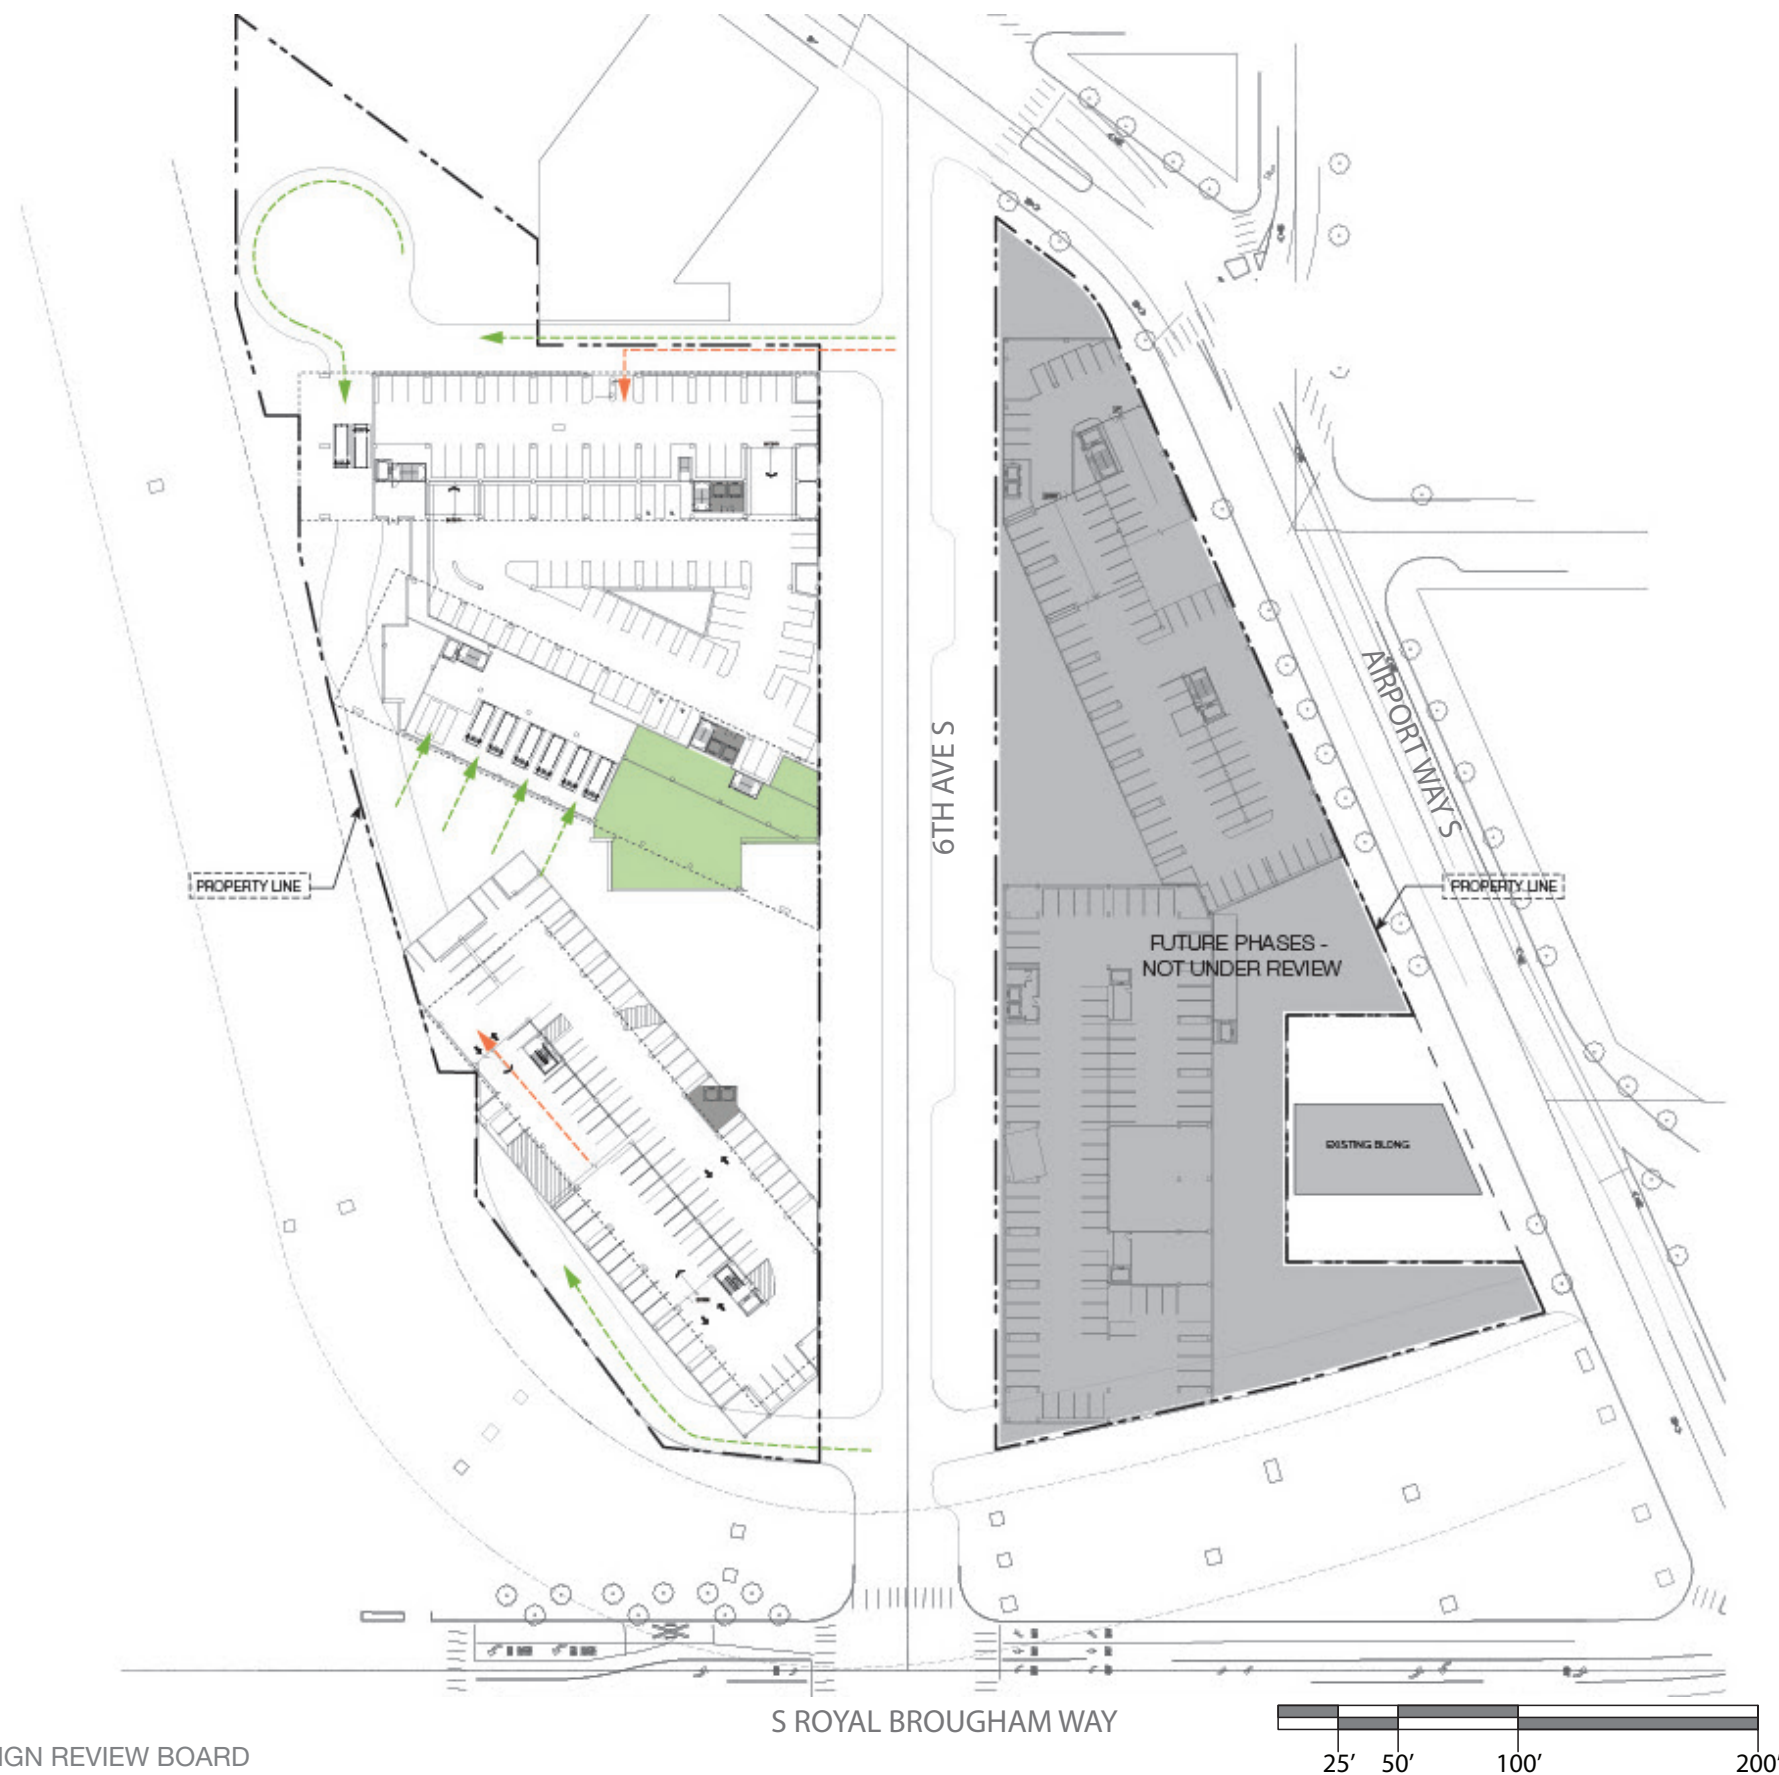 6TH AVE S
AIRPORT WAY S
PROPERTY LINE
PROPERTY LINE
FUTURE PHASES -
NOT UNDER REVIEW
EXISTING BLDNG
S ROYAL BROUGHAM WAY
25' 50' 100' 200'
IGN REVIEW BOARD